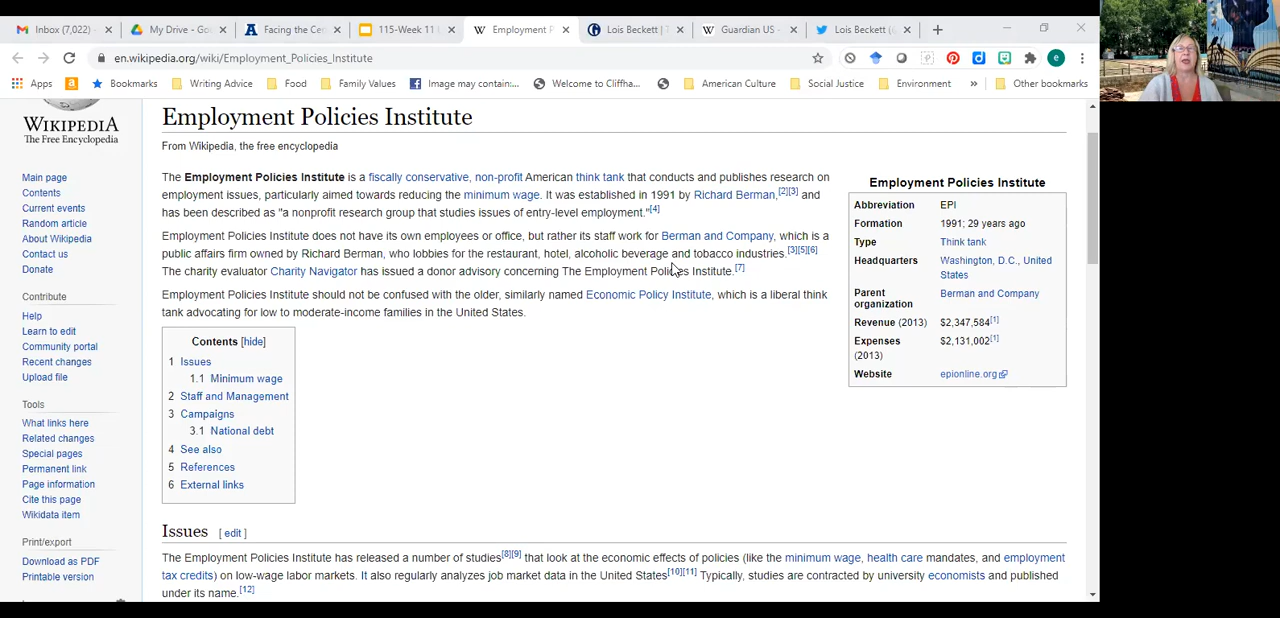 Inbox (7,022)
My Drive - Go
Facing the Ce
115-Week 11
Employment P
Lois Beckett | T
Guardian US -
Lois Beckett (
en.wikipedia.org/wiki/Employment_Policies_Institute
Apps
Bookmarks
Writing Advice
Food
Family Values
Image may contain:...
Welcome to Cliffha...
American Culture
Social Justice
Environment
»
Other bookmarks
WIKIPEDIA
The Free Encyclopedia
Main page
Contents
Current events
Random article
About Wikipedia
Contact us
Donate
Contribute
Help
Learn to edit
Community portal
Recent changes
Upload file
Tools
What links here
Related changes
Special pages
Permanent link
Page information
Cite this page
Wikidata item
Print/export
Download as PDF
Printable version
Employment Policies Institute
From Wikipedia, the free encyclopedia
The Employment Policies Institute is a fiscally conservative, non-profit American think tank that conducts and publishes research on
employment issues, particularly aimed towards reducing the minimum wage. It was established in 1991 by Richard Berman,[2][3] and
has been described as "a nonprofit research group that studies issues of entry-level employment."[4]
Employment Policies Institute does not have its own employees or office, but rather its staff work for Berman and Company, which is a
public affairs firm owned by Richard Berman, who lobbies for the restaurant, hotel, alcoholic beverage and tobacco industries.[3][5][6]
The charity evaluator Charity Navigator has issued a donor advisory concerning The Employment Policies Institute.[7]
Employment Policies Institute should not be confused with the older, similarly named Economic Policy Institute, which is a liberal think
tank advocating for low to moderate-income families in the United States.
Employment Policies Institute
Abbreviation EPI
Formation 1991; 29 years ago
Type Think tank
Headquarters Washington, D.C., United
States
Parent
organization Berman and Company
Revenue (2013) $2,347,584[1]
Expenses $2,131,002[1]
(2013)
Website epionline.org
Contents [hide]
1 Issues
1.1 Minimum wage
2 Staff and Management
3 Campaigns
3.1 National debt
4 See also
5 References
6 External links
Issues [ edit ]
The Employment Policies Institute has released a number of studies[8][9] that look at the economic effects of policies (like the minimum wage, health care mandates, and employment
tax credits) on low-wage labor markets. It also regularly analyzes job market data in the United States[10][11] Typically, studies are contracted by university economists and published
under its name.[12]